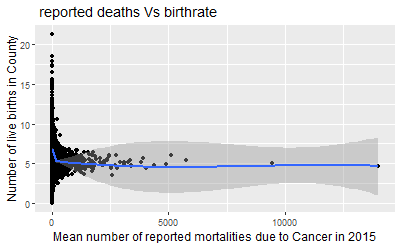 reported deaths Vs birthrate
Number of live births in County
20
15
10
5
0
0
5000
10000
Mean number of reported mortalities due to Cancer in 2015